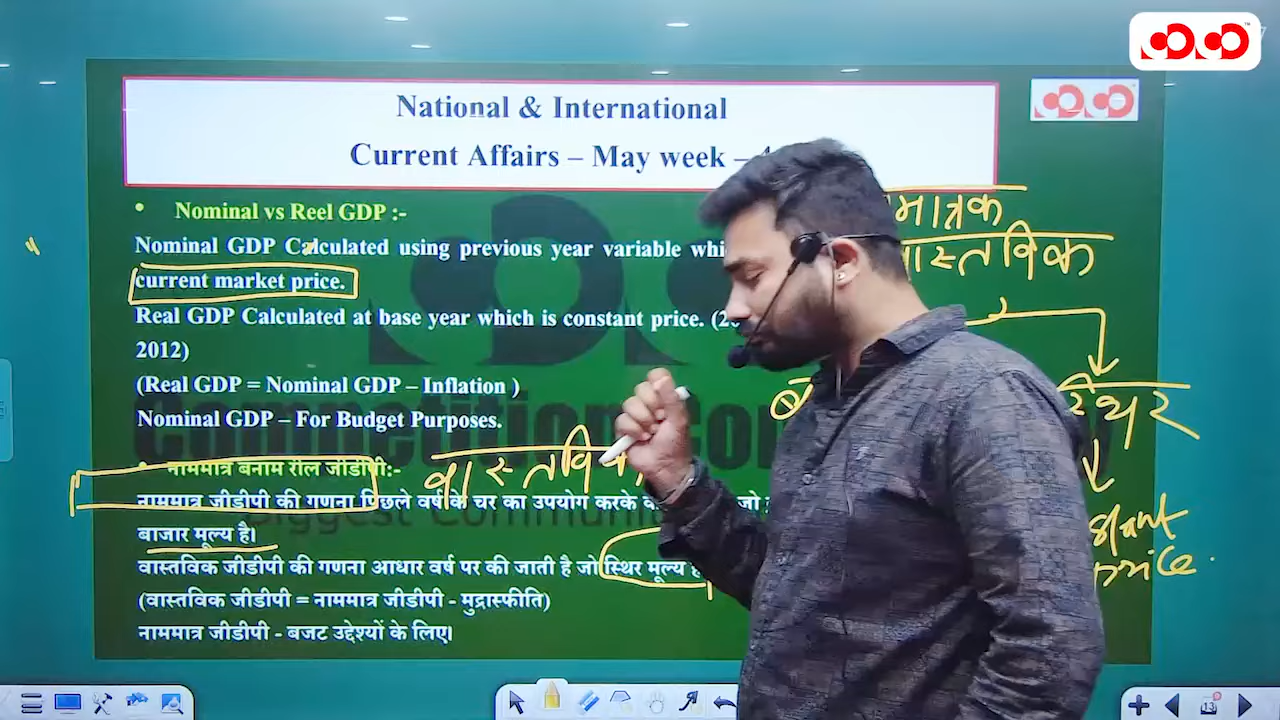 National & International
Current Affairs – May week –
• Nominal vs Reel GDP :-
Nominal GDP Calculated using previous year variable
current market price.
Real GDP Calculated at base year which is constant price.
2012)
(Real GDP = Nominal GDP – Inflation )
Nominal GDP – For Budget Purposes.
• नाममात्र बनाम रील जीडीपी:-
नाममात्र जीडीपी की गणना पिछले वर्ष के चर का उपयोग करके जो
बाजार मूल्य है।
वास्तविक जीडीपी की गणना आधार वर्ष पर की जाती है जो स्थिर मूल्य
(वास्तविक जीडीपी = नाममात्र जीडीपी - मुद्रास्फीति)
नाममात्र जीडीपी - बजट उद्देश्यों के लिए।
स्थिर
price.
13